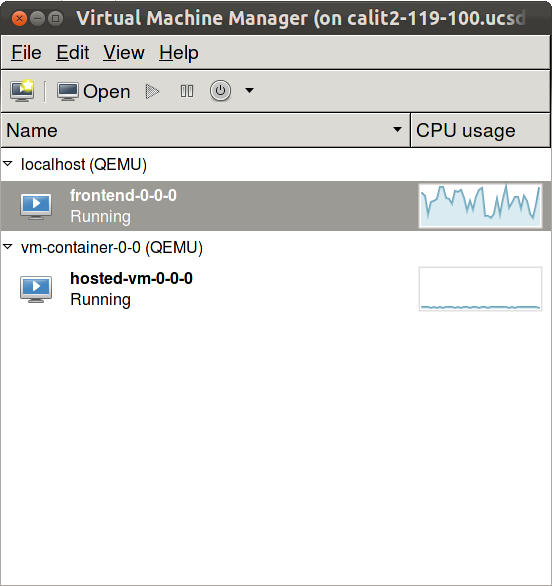 Virtual Machine Manager (on calit2-119-100.ucsd
File Edit View Help
Open
Name CPU usage
localhost (QEMU)
frontend-0-0-0
Running
vm-container-0-0 (QEMU)
hosted-vm-0-0-0
Running